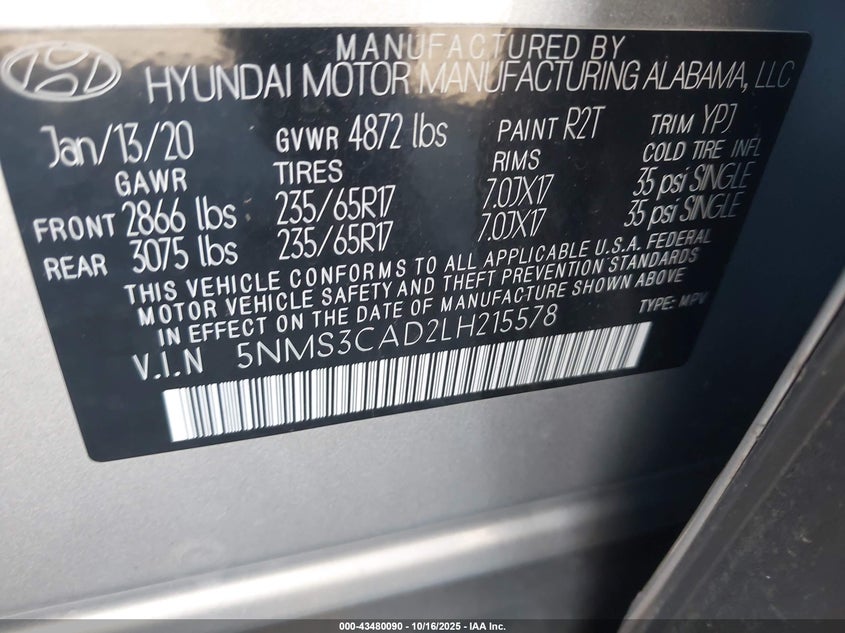 MANUFACTURED BY
HYUNDAI MOTOR MANUFACTURING ALABAMA, LLC
Jan/13/20 GVWR 4872 lbs PAINT R2T TRIM YPJ
GAWR TIRES RIMS COLD TIRE INFL
FRONT 2866 lbs 235/65R17 7.0JX17 35 psi SINGLE
REAR 3075 lbs 235/65R17 7.0JX17 35 psi SINGLE
THIS VEHICLE CONFORMS TO ALL APPLICABLE U.S.A. FEDERAL
MOTOR VEHICLE SAFETY AND THEFT PREVENTION STANDARDS
IN EFFECT ON THE DATE OF MANUFACTURE SHOWN ABOVE
TYPE: MPV
V.I.N 5NMS3CAD2LH215578
000-43480090 - 10/16/2025 - IAA Inc.